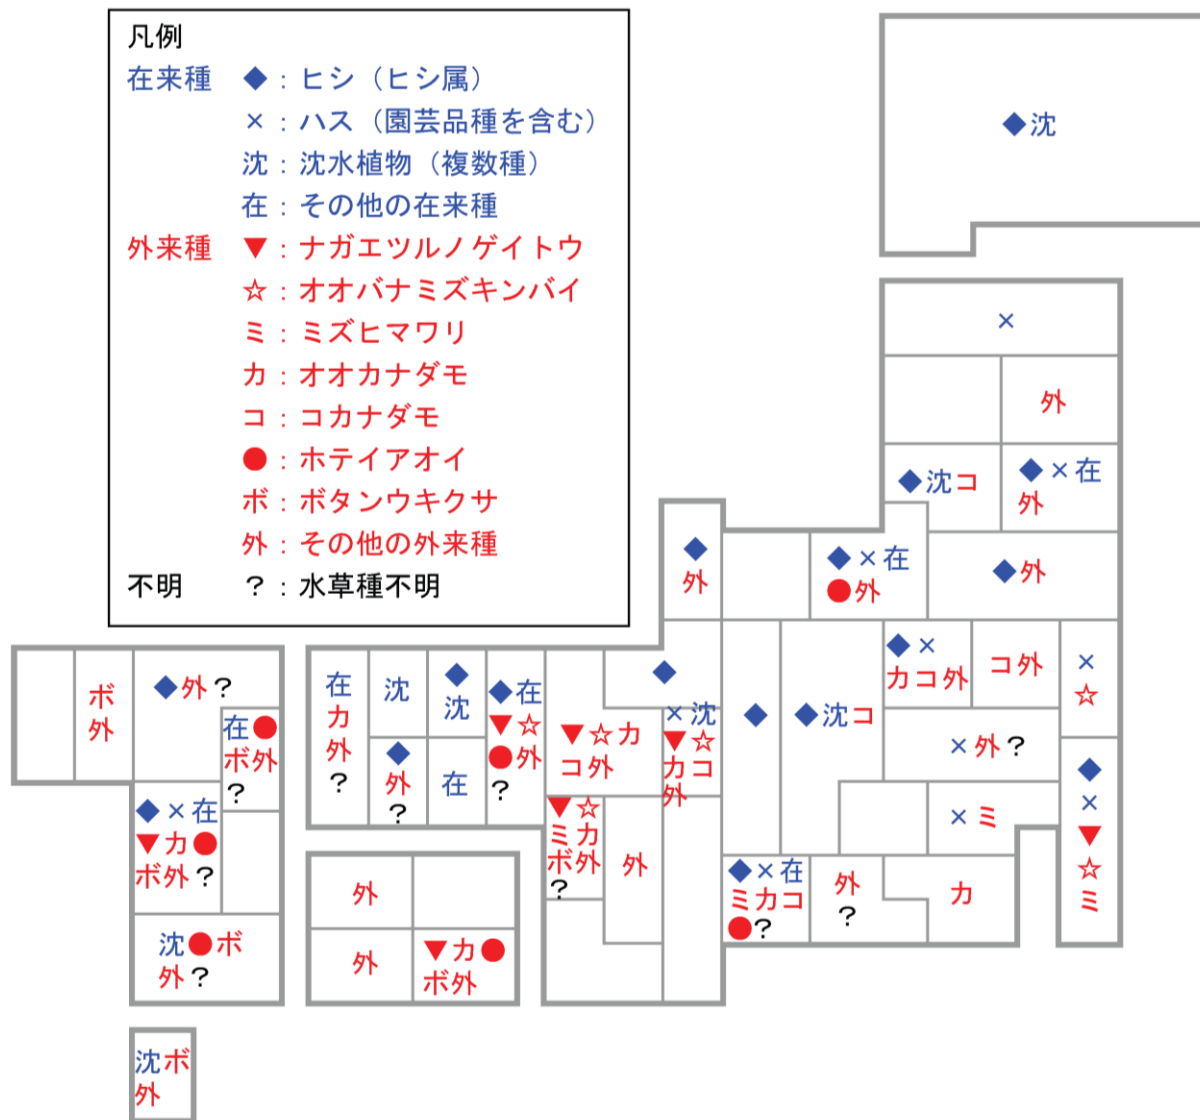 凡例
在来種 ◆：ヒシ（ヒシ属）
×：ハス（園芸品種を含む）
沈：沈水植物（複数種）
在：その他の在来種
外来種 ▼：ナガエツルノゲイトウ
☆：オオバナミズキンバイ
ミ：ミズヒマワリ
カ：オオカナダモ
コ：コカナダモ
●：ホテイアオイ
ボ：ボタンウキクサ
外：その他の外来種
不明 ？：水草種不明
◆沈
×
外
◆沈コ
◆×在
外
◆
外
◆×在
●外
◆外
◆×
カコ外
コ外
×
☆
◆
◆
◆沈コ
×外？
×ミ
◆
×
▼
☆
ミ
×沈
▼☆
カコ
外
▼☆カ
コ外
◆在
▼☆
●外
？
◆
沈
沈
在
カ
外
？
◆
外
？
在
▼☆
ミカ
ボ外
？
外
◆×在
ミカコ
●？
外
？
カ
外
外
▼カ●
ボ外
◆外？
ボ
外
在●
ボ外
？
◆×在
▼カ●
ボ外？
沈●ボ
外？
沈ボ
外